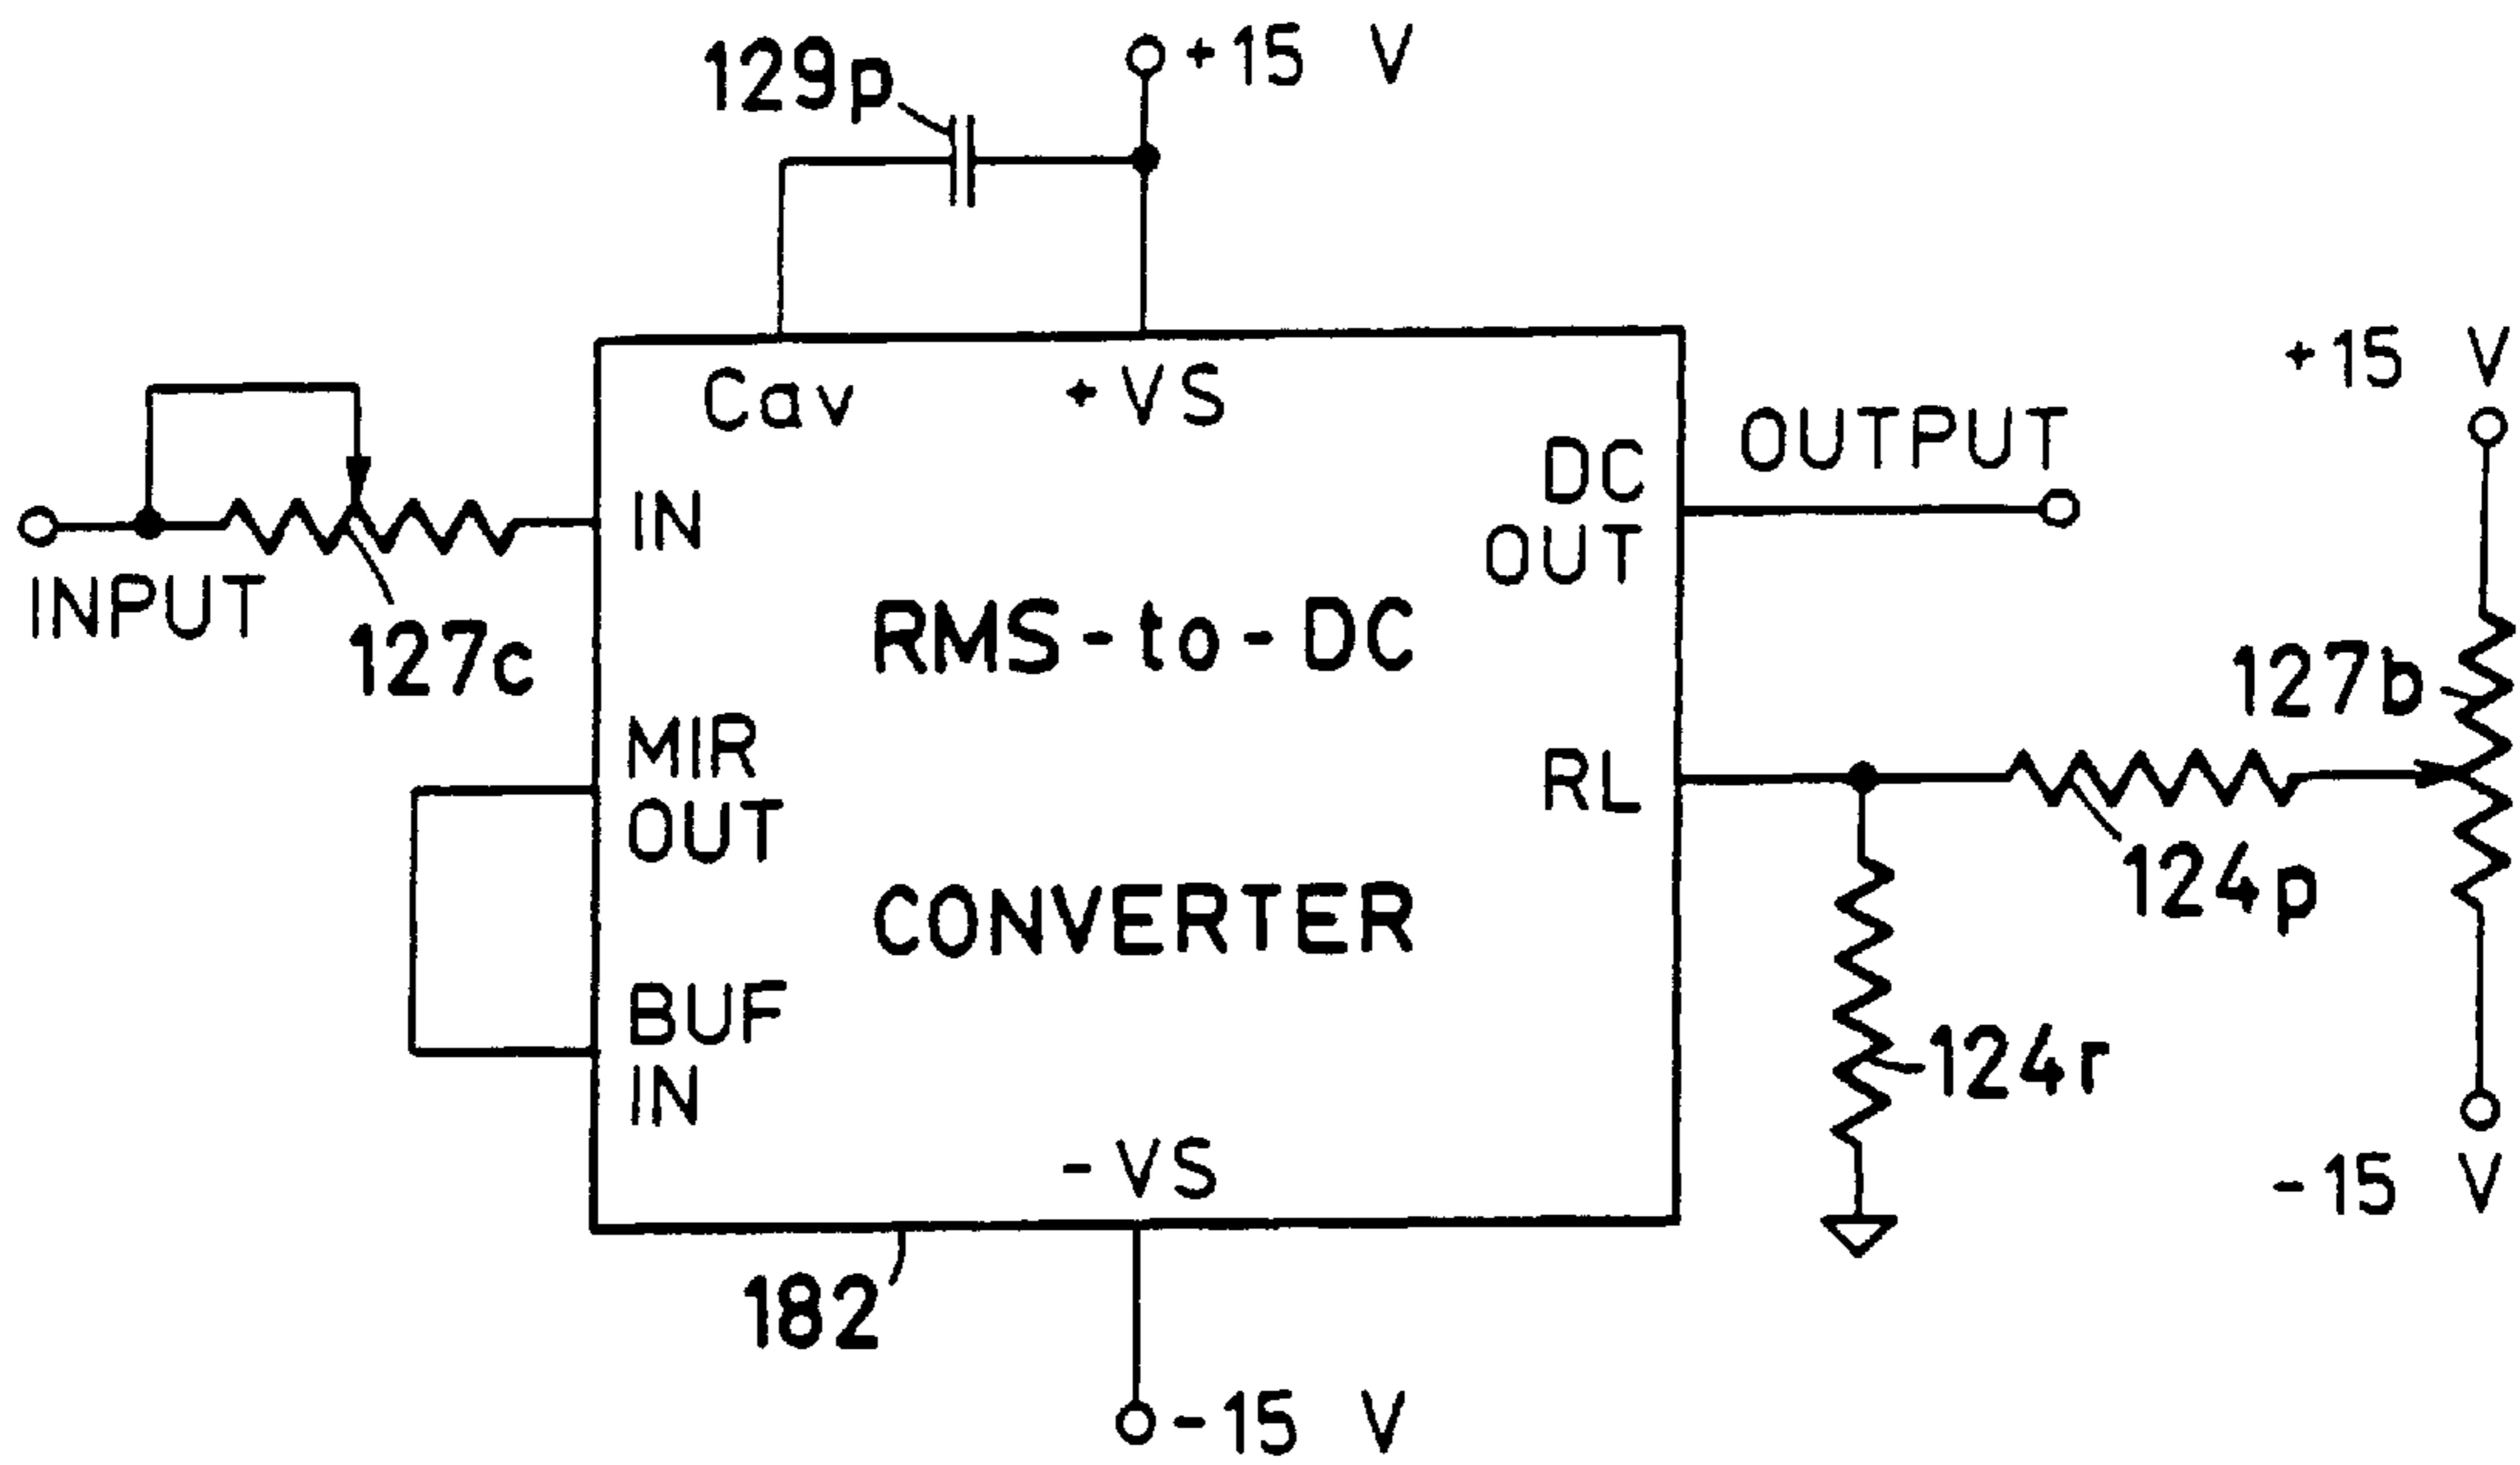 129p
+15 V
Cav
+VS
+15 V
DC
OUT
OUTPUT
IN
INPUT
127c
RMS-to-DC
127b
MIR
OUT
RL
124p
CONVERTER
BUF
IN
124r
-VS
-15 V
182
-15 V